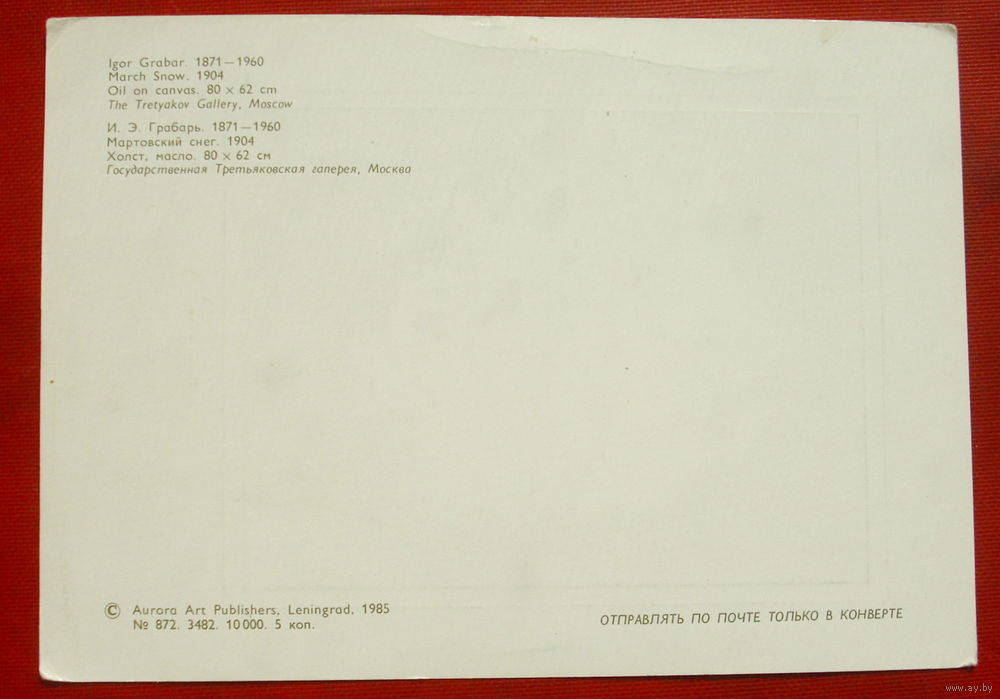 Igor Grabar. 1871—1960
March Snow. 1904
Oil on canvas. 80 × 62 cm
The Tretyakov Gallery, Moscow
И. Э. Грабарь. 1871—1960
Мартовский снег. 1904
Холст, масло. 80 × 62 см
Государственная Третьяковская галерея, Москва
© Aurora Art Publishers, Leningrad, 1985
№ 872. 3482. 10 000. 5 коп.
ОТПРАВЛЯТЬ ПО ПОЧТЕ ТОЛЬКО В КОНВЕРТЕ
www.ay.by